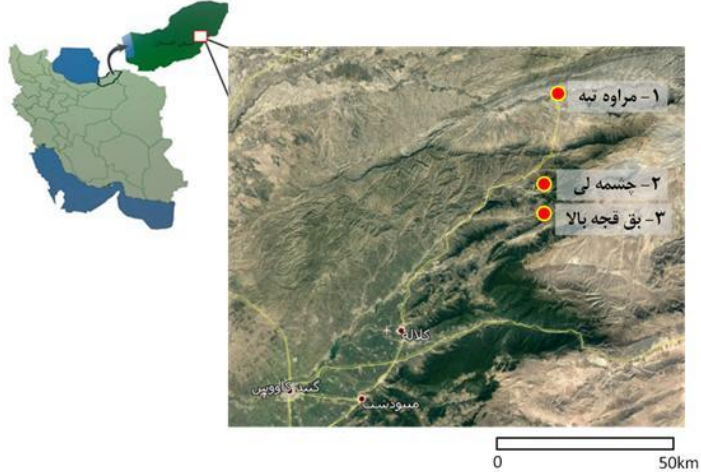 ۱- مراوه تپه
۲- چشمه لی
۳- بق قجه بالا
کلاله
گنبد کاووس
مینودشت
0 50km